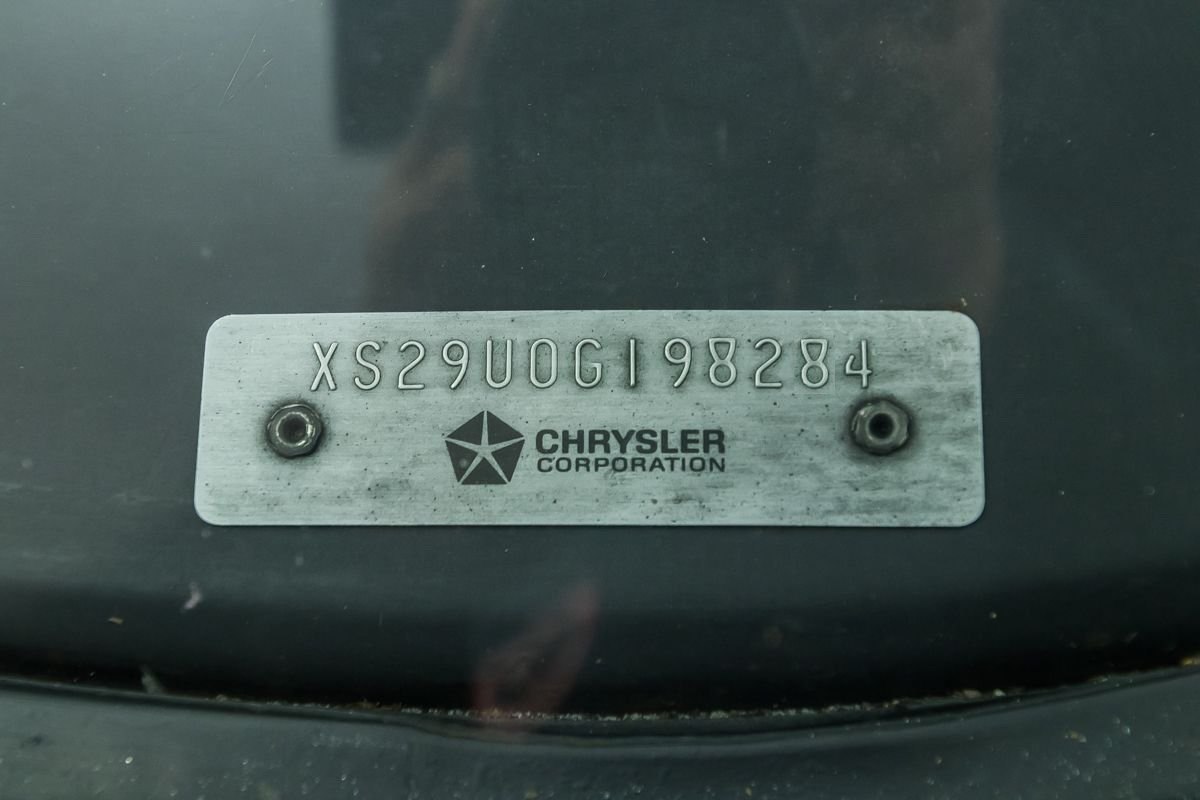 XS29U0G198284
CHRYSLER
CORPORATION